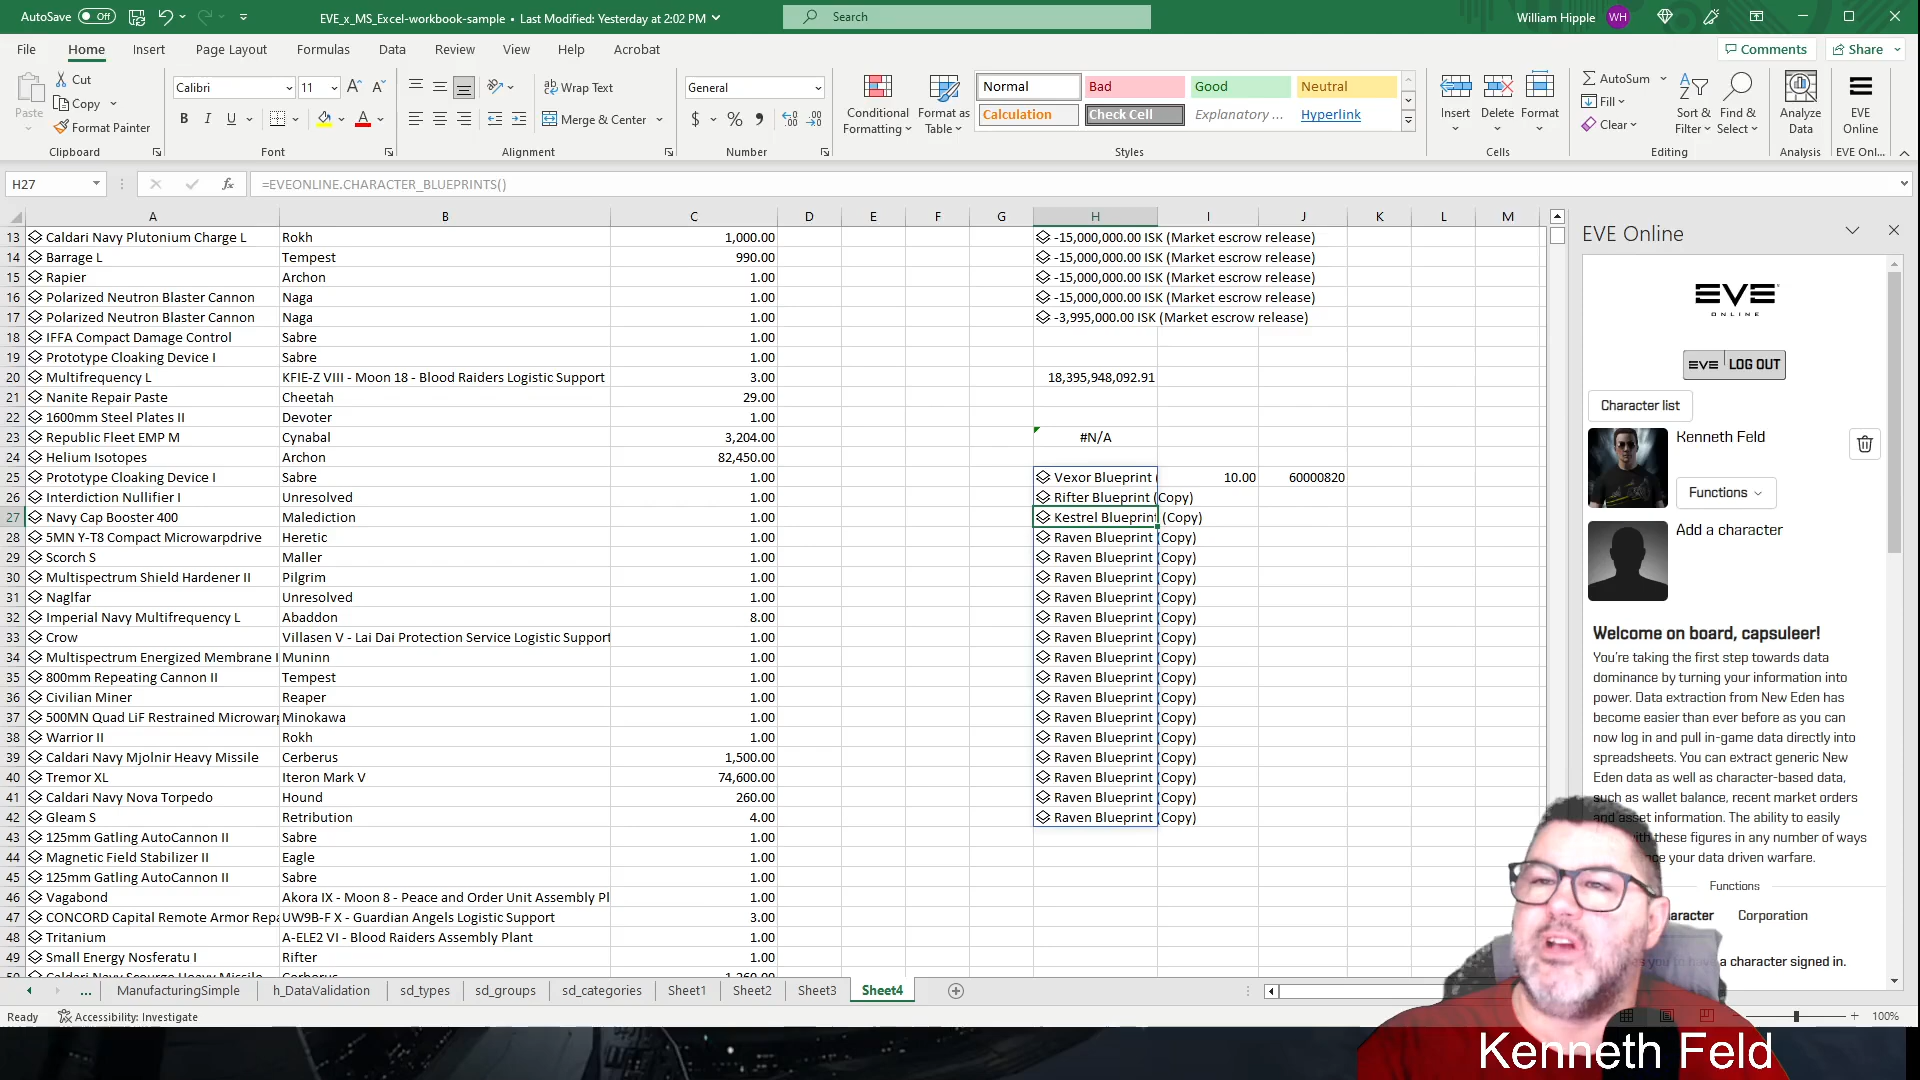 AutoSave Off EVE_x_MS_Excel-workbook-sample • Last Modified: Yesterday at 2:02 PM Search William Hipple WH
File Home Insert Page Layout Formulas Data Review View Help Acrobat Comments Share
Paste Cut Copy Format Painter Clipboard
Calibri 11 B I U A A Font
Wrap Text Merge & Center Alignment
General $ % 9 Number
Conditional Formatting Format as Table
Normal Bad Good Neutral
Calculation Check Cell Explanatory ... Hyperlink
Styles
Insert Delete Format Cells
AutoSum Fill Clear Sort & Filter Find & Select Editing
Analyze Data Analysis
EVE Online EVE Onl...
H27 fx =EVEONLINE.CHARACTER_BLUEPRINTS()
A B C D E F G H I J K L M
13 Caldari Navy Plutonium Charge L Rokh 1,000.00 -15,000,000.00 ISK (Market escrow release)
14 Barrage L Tempest 990.00 -15,000,000.00 ISK (Market escrow release)
15 Rapier Archon 1.00 -15,000,000.00 ISK (Market escrow release)
16 Polarized Neutron Blaster Cannon Naga 1.00 -15,000,000.00 ISK (Market escrow release)
17 Polarized Neutron Blaster Cannon Naga 1.00 -3,995,000.00 ISK (Market escrow release)
18 IFFA Compact Damage Control Sabre 1.00
19 Prototype Cloaking Device I Sabre 1.00
20 Multifrequency L KFIE-Z VIII - Moon 18 - Blood Raiders Logistic Support 3.00 18,395,948,092.91
21 Nanite Repair Paste Cheetah 29.00
22 1600mm Steel Plates II Devoter 1.00
23 Republic Fleet EMP M Cynabal 3,204.00 #N/A
24 Helium Isotopes Archon 82,450.00
25 Prototype Cloaking Device I Sabre 1.00 Vexor Blueprint ( 10.00 60000820
26 Interdiction Nullifier I Unresolved 1.00 Rifter Blueprint (Copy)
27 Navy Cap Booster 400 Malediction 1.00 Kestrel Blueprint (Copy)
28 5MN Y-T8 Compact Microwarpdrive Heretic 1.00 Raven Blueprint (Copy)
29 Scorch S Maller 1.00 Raven Blueprint (Copy)
30 Multispectrum Shield Hardener II Pilgrim 1.00 Raven Blueprint (Copy)
31 Naglfar Unresolved 1.00 Raven Blueprint (Copy)
32 Imperial Navy Multifrequency L Abaddon 8.00 Raven Blueprint (Copy)
33 Crow Villasen V - Lai Dai Protection Service Logistic Support 1.00 Raven Blueprint (Copy)
34 Multispectrum Energized Membrane I Muninn 1.00 Raven Blueprint (Copy)
35 800mm Repeating Cannon II Tempest 1.00 Raven Blueprint (Copy)
36 Civilian Miner Reaper 1.00 Raven Blueprint (Copy)
37 500MN Quad LiF Restrained Microwarp Minokawa 1.00 Raven Blueprint (Copy)
38 Warrior II Rokh 1.00 Raven Blueprint (Copy)
39 Caldari Navy Mjolnir Heavy Missile Cerberus 1,500.00 Raven Blueprint (Copy)
40 Tremor XL Iteron Mark V 74,600.00 Raven Blueprint (Copy)
41 Caldari Navy Nova Torpedo Hound 260.00 Raven Blueprint (Copy)
42 Gleam S Retribution 4.00 Raven Blueprint (Copy)
43 125mm Gatling AutoCannon II Sabre 1.00
44 Magnetic Field Stabilizer II Eagle 1.00
45 125mm Gatling AutoCannon II Sabre 1.00
46 Vagabond Akora IX - Moon 8 - Peace and Order Unit Assembly Pl 1.00
47 CONCORD Capital Remote Armor Repa UW9B-F X - Guardian Angels Logistic Support 3.00
48 Tritanium A-ELE2 VI - Blood Raiders Assembly Plant 1.00
49 Small Energy Nosferatu I Rifter 1.00
50 Caldari Navy Scourge Heavy Missile Cerberus 1,260.00
EVE Online
EVE
ONLINE
EVE LOG OUT
Character list
Kenneth Feld
Functions
Add a character
Welcome on board, capsuleer!
You're taking the first step towards data
dominance by turning your information into
power. Data extraction from New Eden has
become easier than ever before as you can
now log in and pull in-game data directly into
spreadsheets. You can extract generic New
Eden data as well as character-based data,
such as wallet balance, recent market orders
and asset information. The ability to easily
with these figures in any number of ways
your data driven warfare.
Functions
aracter Corporation
a character signed in.
... ManufacturingSimple h_DataValidation sd_types sd_groups sd_categories Sheet1 Sheet2 Sheet3 Sheet4
Ready Accessibility: Investigate 100%
Kenneth Feld